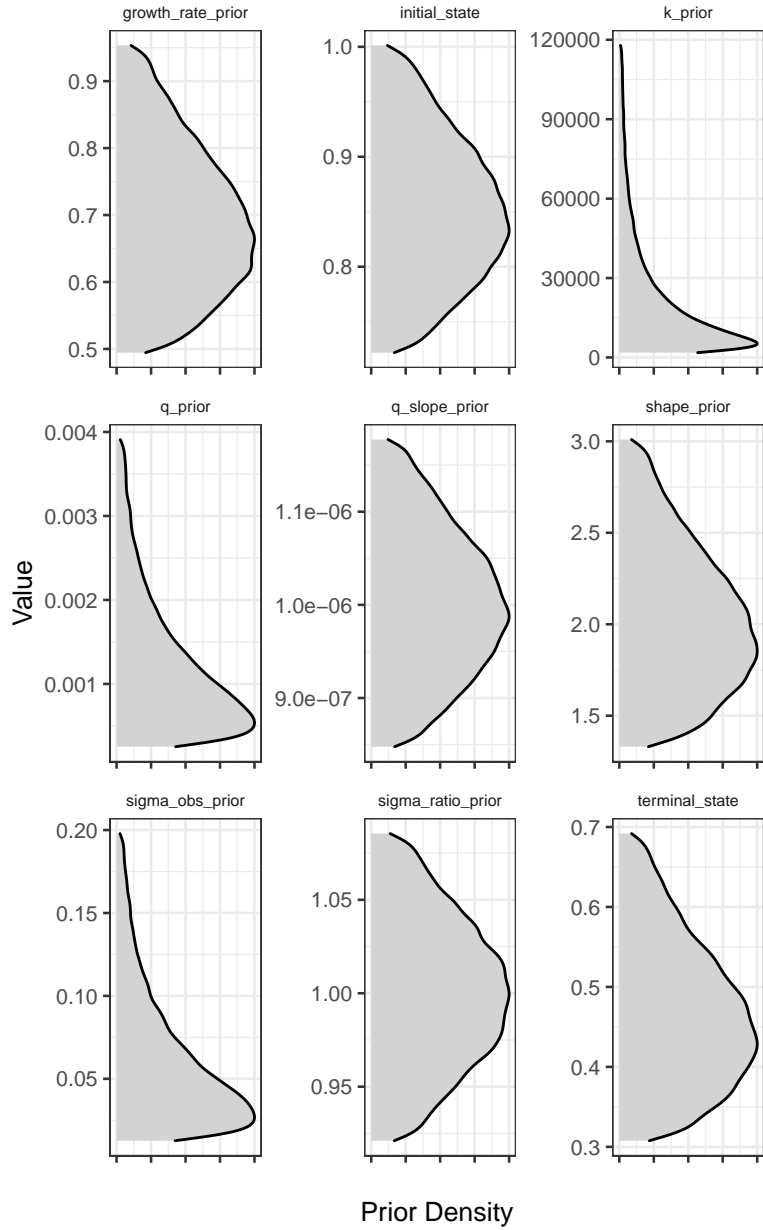 growth_rate_prior
initial_state
k_prior
0.9
0.8
0.7
0.6
0.5
1.0
0.9
0.8
120000
90000
60000
30000
0
q_prior
q_slope_prior
shape_prior
0.004
0.003
0.002
0.001
1.1e−06
1.0e−06
9.0e−07
3.0
2.5
2.0
1.5
Value
sigma_obs_prior
sigma_ratio_prior
terminal_state
0.20
0.15
0.10
0.05
1.05
1.00
0.95
0.7
0.6
0.5
0.4
0.3
Prior Density